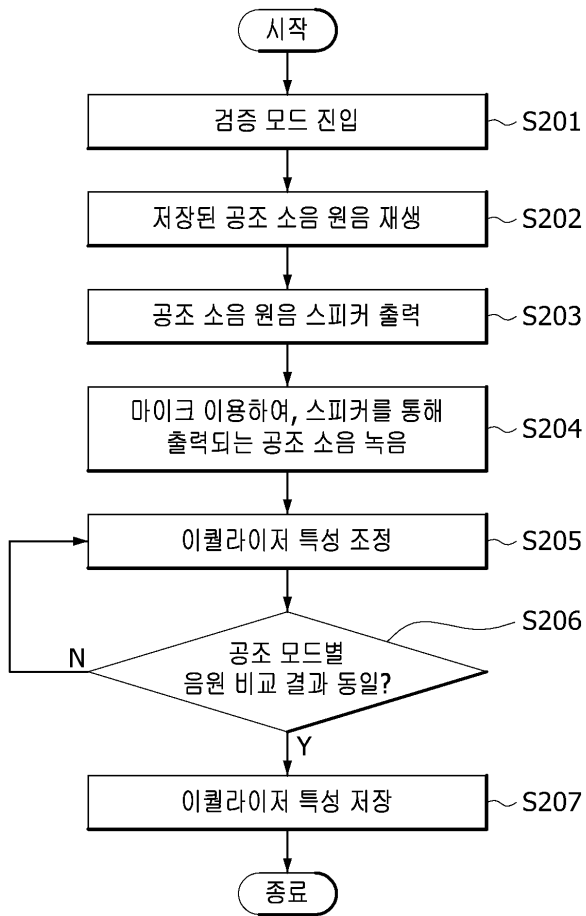 시작
검증 모드 진입
S201
저장된 공조 소음 원음 재생
S202
공조 소음 원음 스피커 출력
S203
마이크 이용하여, 스피커를 통해
출력되는 공조 소음 녹음
S204
이퀄라이저 특성 조정
S205
S206
공조 모드별
음원 비교 결과 동일?
N
Y
이퀄라이저 특성 저장
S207
종료